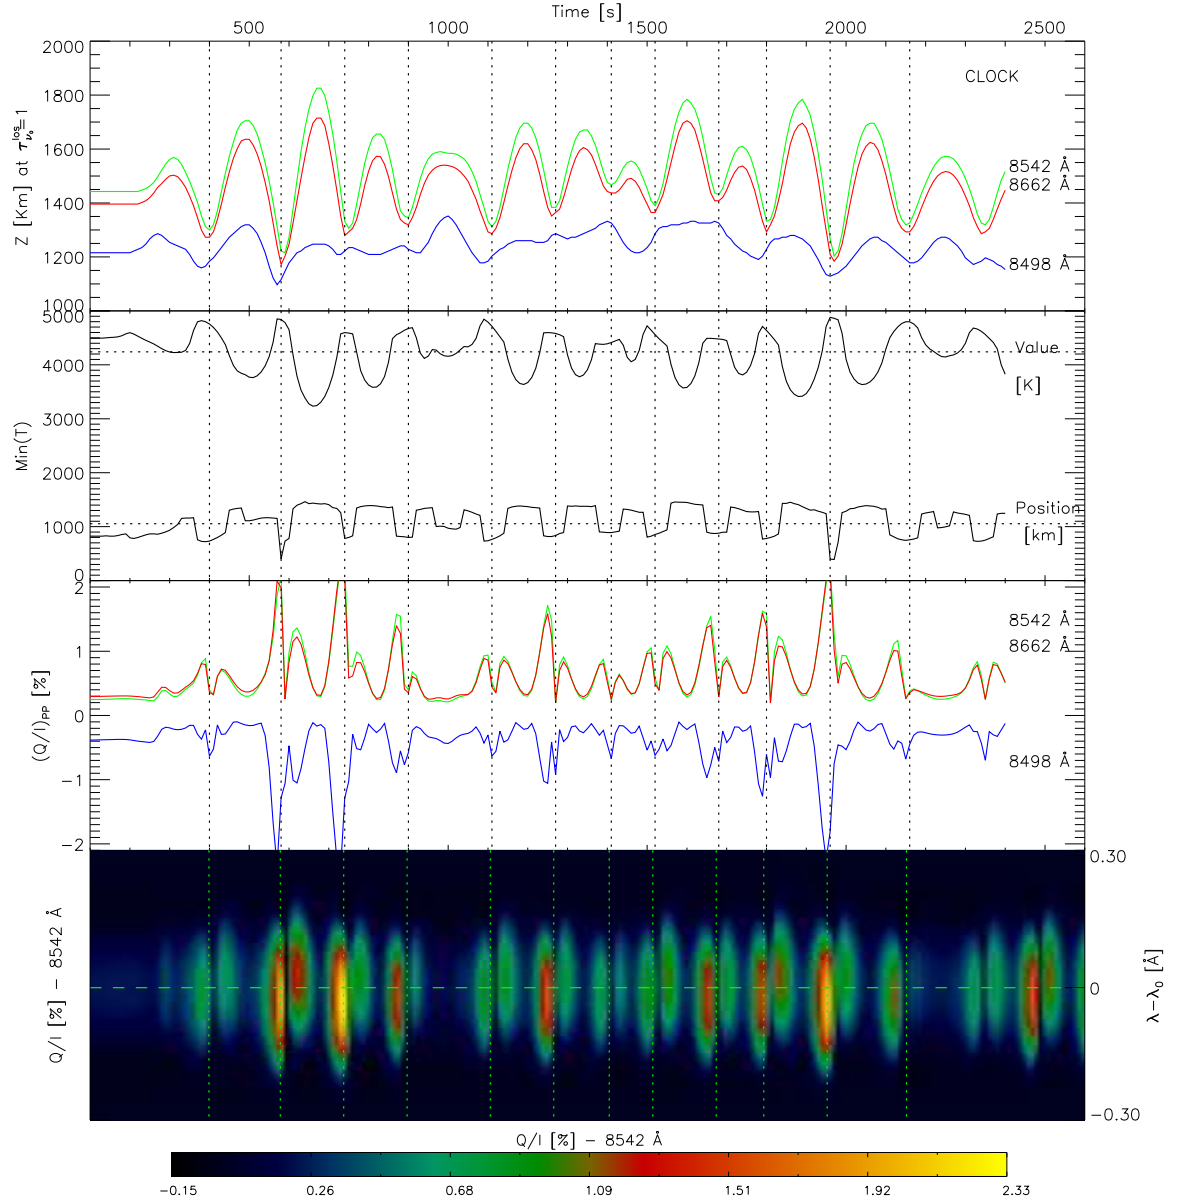 Time [s]
500 1000 1500 2000 2500
2000
1800
1600
1400
1200
1000
Z [Km] at τ^los_ν₀=1
CLOCK
8542 Å
8662 Å
8498 Å
5000
4000
3000
2000
1000
0
Min(T)
Value
[K]
Position
[km]
2
1
0
−1
−2
(Q/I)PP [%]
8542 Å
8662 Å
8498 Å
Q/I [%] − 8542 Å
0.30
0
−0.30
λ−λ₀ [Å]
Q/I [%] − 8542 Å
−0.15 0.26 0.68 1.09 1.51 1.92 2.33